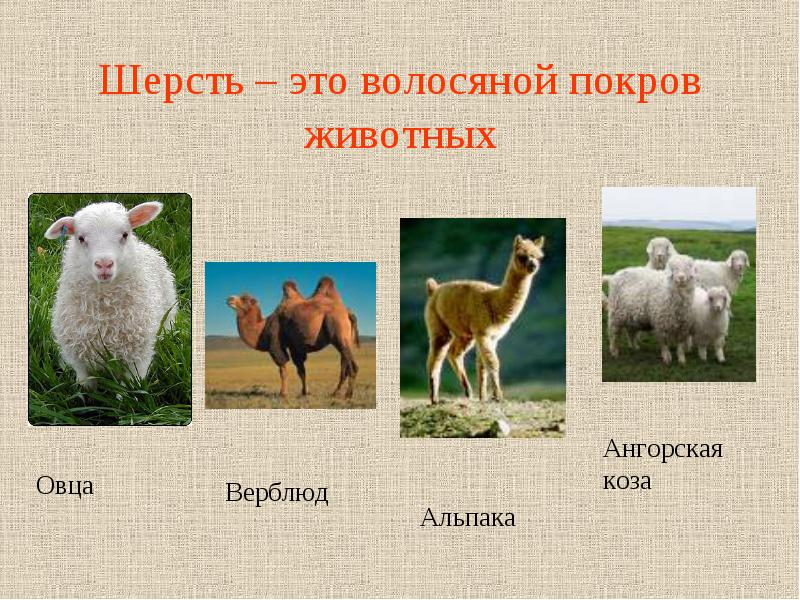 Шерсть – это волосяной покров
животных
Овца
Верблюд
Альпака
Ангорская
коза